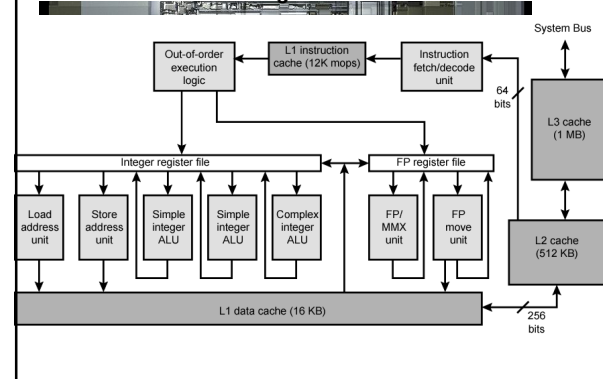 System Bus
Out-of-order
execution
logic
L1 instruction
cache (12K mops)
Instruction
fetch/decode
unit
64
bits
L3 cache
(1 MB)
Integer register file
FP register file
Load
address
unit
Store
address
unit
Simple
integer
ALU
Simple
integer
ALU
Complex
integer
ALU
FP/
MMX
unit
FP
move
unit
L2 cache
(512 KB)
L1 data cache (16 KB)
256
bits